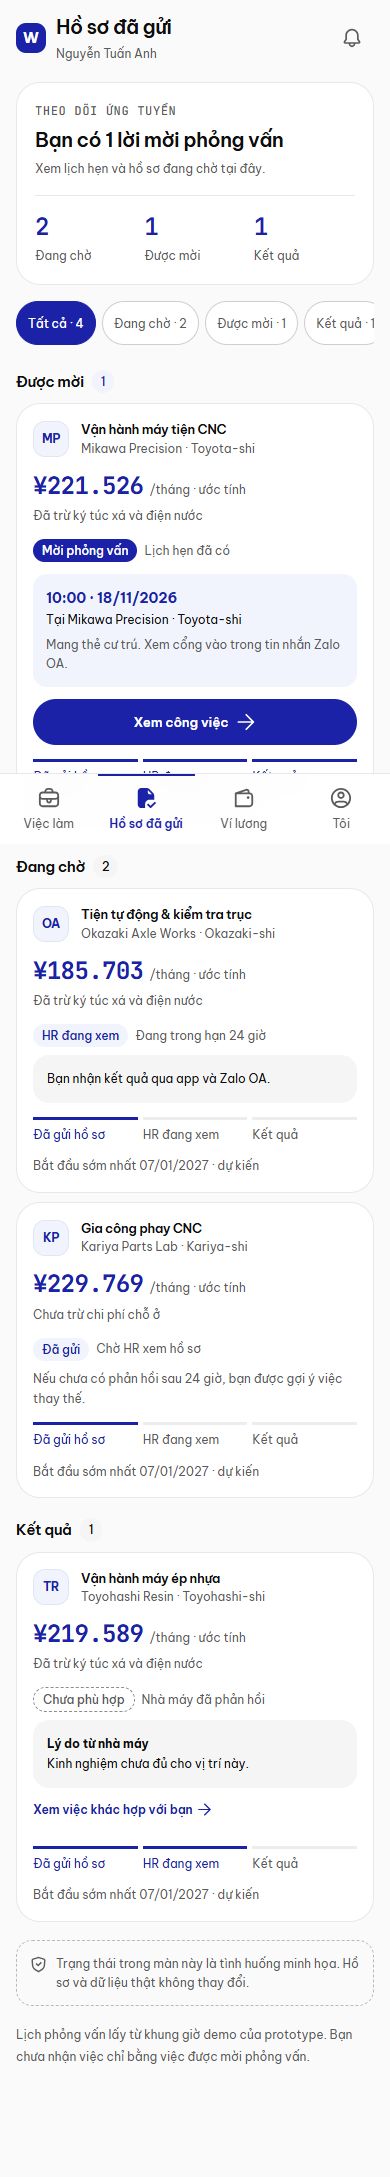 W
Hồ sơ đã gửi
Nguyễn Tuấn Anh
THEO DÕI ỨNG TUYỂN
Bạn có 1 lời mời phỏng vấn
Xem lịch hẹn và hồ sơ đang chờ tại đây.
2 1 1
Đang chờ Được mời Kết quả
Tất cả · 4 Đang chờ · 2 Được mời · 1 Kết quả · 1
Được mời 1
MP
Vận hành máy tiện CNC
Mikawa Precision · Toyota-shi
¥221.526 /tháng · ước tính
Đã trừ ký túc xá và điện nước
Mời phỏng vấn Lịch hẹn đã có
10:00 · 18/11/2026
Tại Mikawa Precision · Toyota-shi
Mang thẻ cư trú. Xem cổng vào trong tin nhắn Zalo
OA.
Xem công việc
Việc làm Hồ sơ đã gửi Ví lương Tôi
Đang chờ 2
OA
Tiện tự động & kiểm tra trục
Okazaki Axle Works · Okazaki-shi
¥185.703 /tháng · ước tính
Đã trừ ký túc xá và điện nước
HR đang xem Đang trong hạn 24 giờ
Bạn nhận kết quả qua app và Zalo OA.
Đã gửi hồ sơ HR đang xem Kết quả
Bắt đầu sớm nhất 07/01/2027 · dự kiến
KP
Gia công phay CNC
Kariya Parts Lab · Kariya-shi
¥229.769 /tháng · ước tính
Chưa trừ chi phí chỗ ở
Đã gửi Chờ HR xem hồ sơ
Nếu chưa có phản hồi sau 24 giờ, bạn được gợi ý việc
thay thế.
Đã gửi hồ sơ HR đang xem Kết quả
Bắt đầu sớm nhất 07/01/2027 · dự kiến
Kết quả 1
TR
Vận hành máy ép nhựa
Toyohashi Resin · Toyohashi-shi
¥219.589 /tháng · ước tính
Đã trừ ký túc xá và điện nước
Chưa phù hợp Nhà máy đã phản hồi
Lý do từ nhà máy
Kinh nghiệm chưa đủ cho vị trí này.
Xem việc khác hợp với bạn
Đã gửi hồ sơ HR đang xem Kết quả
Bắt đầu sớm nhất 07/01/2027 · dự kiến
Trạng thái trong màn này là tình huống minh họa. Hồ
sơ và dữ liệu thật không thay đổi.
Lịch phỏng vấn lấy từ khung giờ demo của prototype. Bạn
chưa nhận việc chỉ bằng việc được mời phỏng vấn.